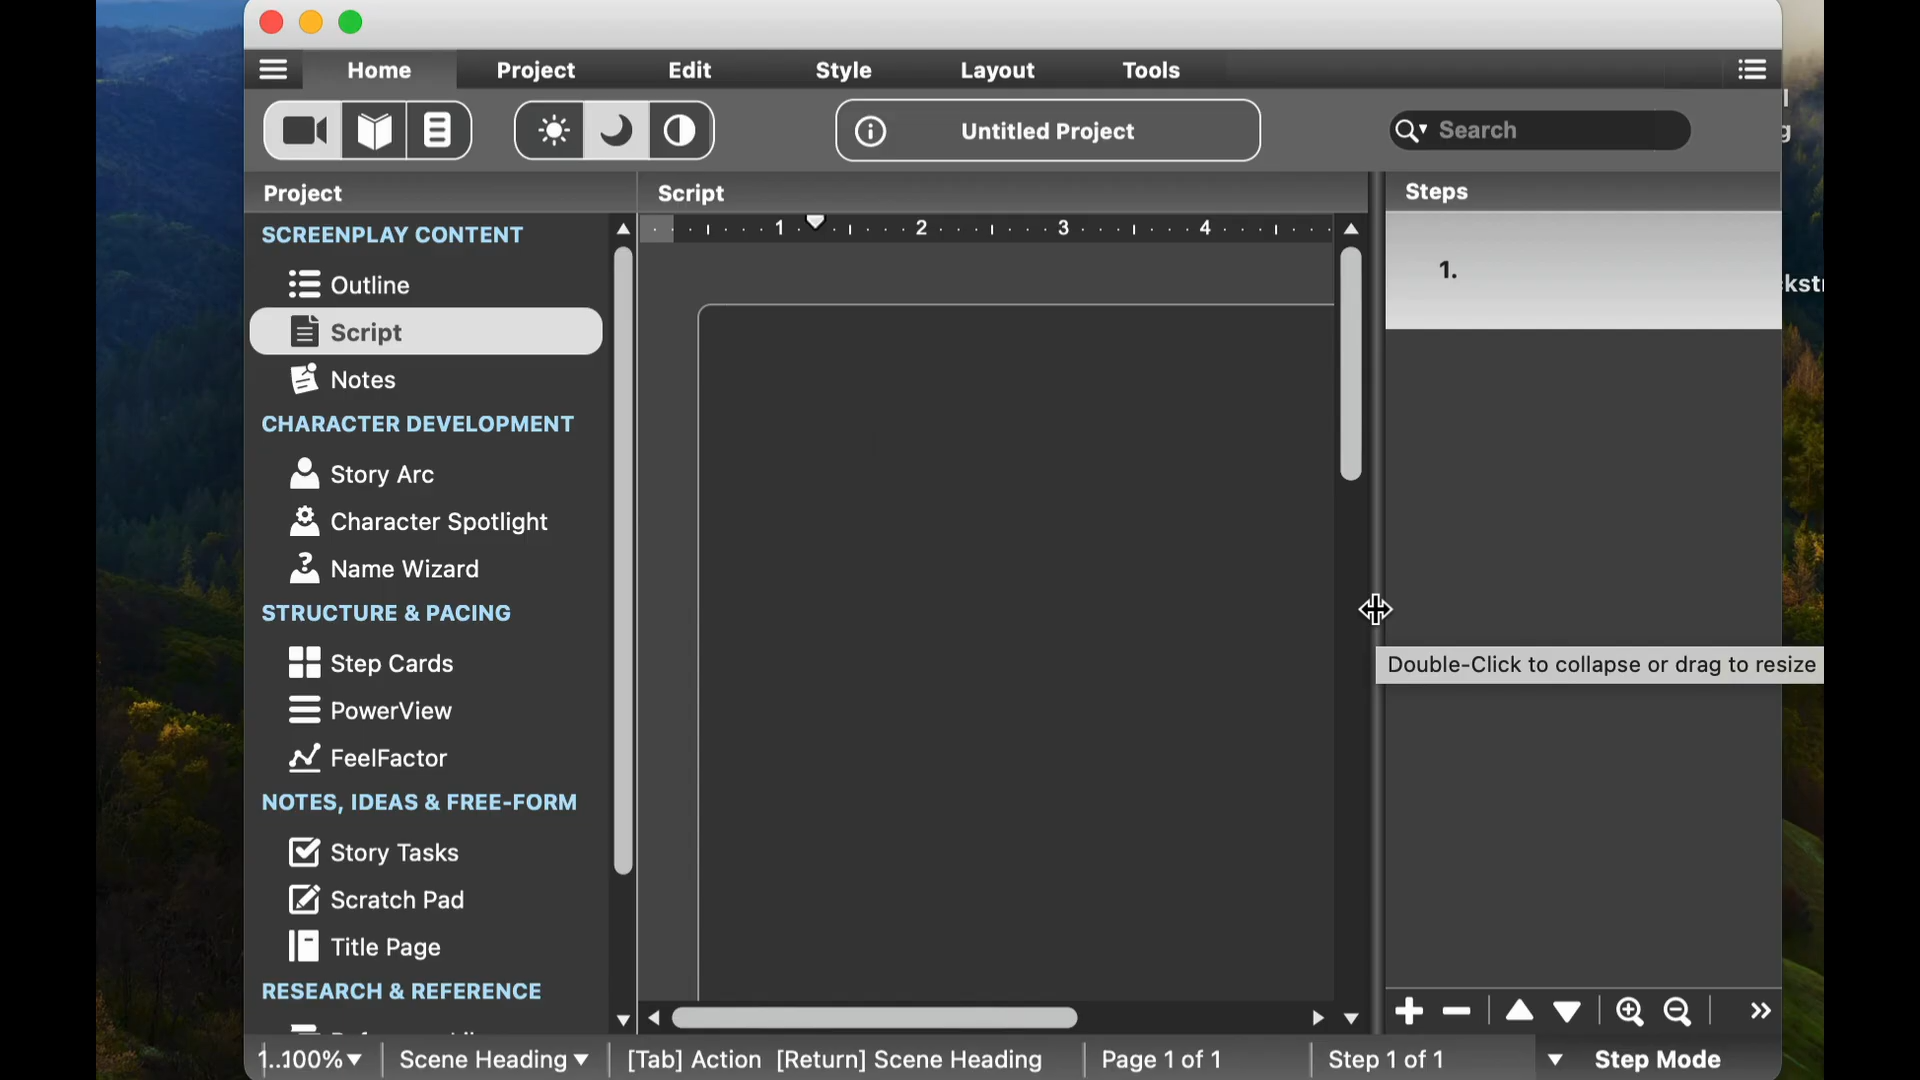 Home Project Edit Style Layout Tools
Untitled Project
Search
Project
SCREENPLAY CONTENT
Outline
Script
Notes
CHARACTER DEVELOPMENT
Story Arc
Character Spotlight
Name Wizard
STRUCTURE & PACING
Step Cards
PowerView
FeelFactor
NOTES, IDEAS & FREE-FORM
Story Tasks
Scratch Pad
Title Page
RESEARCH & REFERENCE
Script
1 2 3 4
Steps
1.
Double-Click to collapse or drag to resize
1...100% Scene Heading [Tab] Action [Return] Scene Heading Page 1 of 1 Step 1 of 1 Step Mode